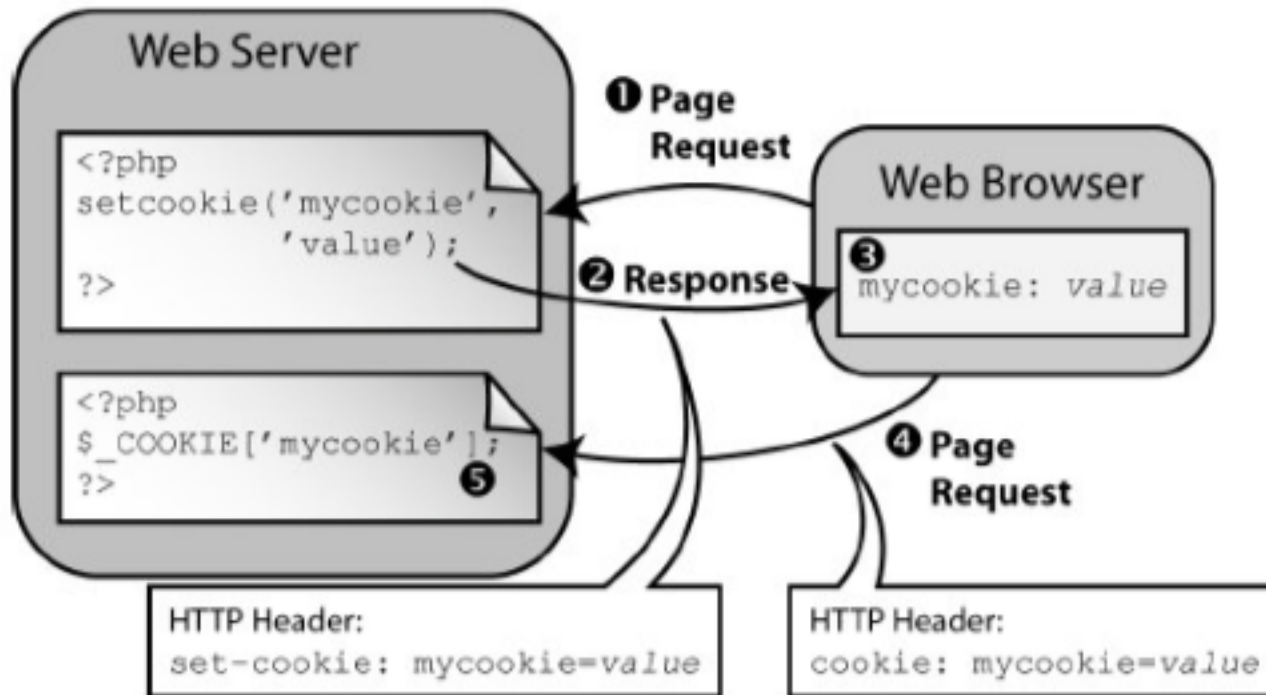 Web Server
<?php
setcookie('mycookie',
'value');
?>
❶ Page
Request
❷ Response
Web Browser
❸
mycookie: value
<?php
$_COOKIE['mycookie'];
?>
❺
❹ Page
Request
HTTP Header:
set-cookie: mycookie=value
HTTP Header:
cookie: mycookie=value